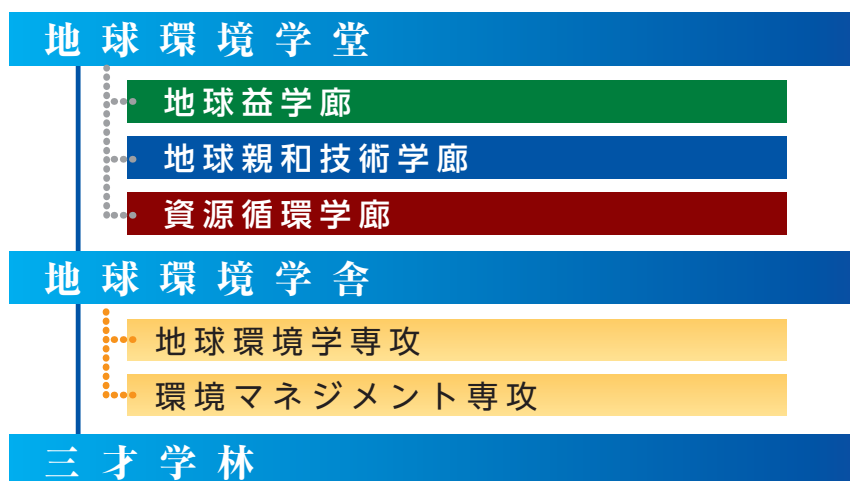 地球環境学堂
地球益学廊
地球親和技術学廊
資源循環学廊
地球環境学舎
地球環境学専攻
環境マネジメント専攻
三才学林